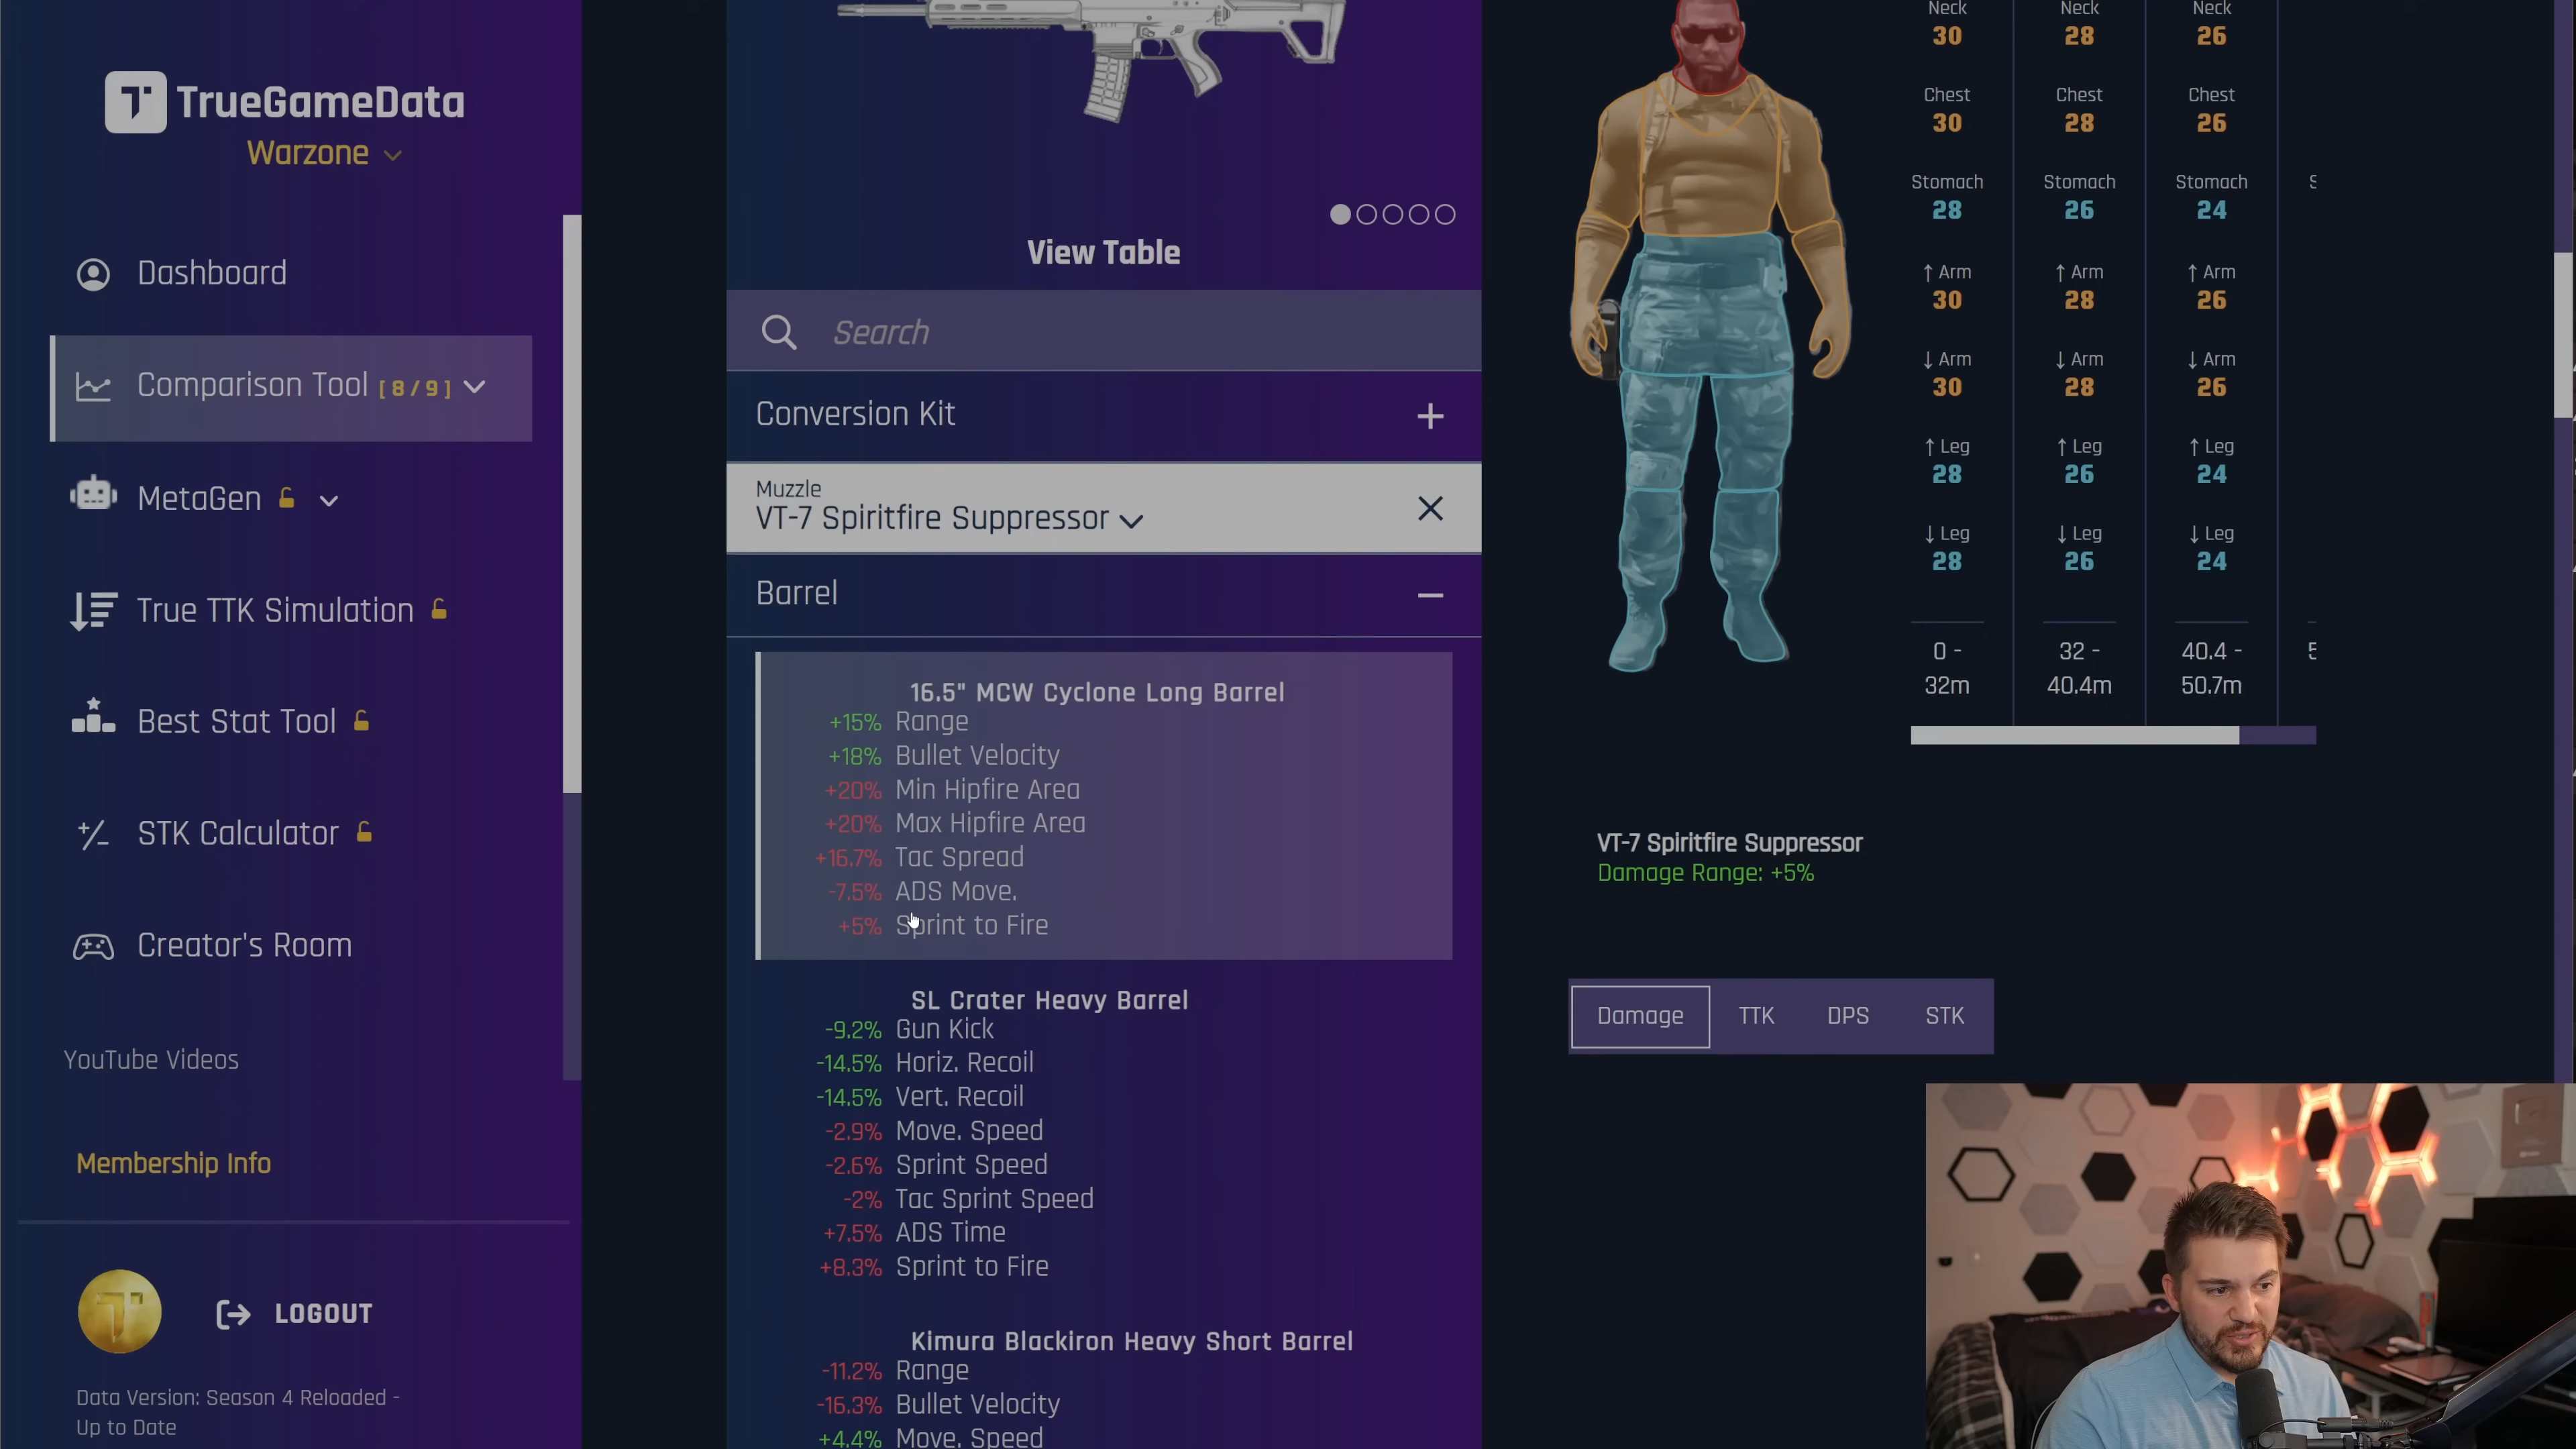 TrueGameData
Warzone
Dashboard
Comparison Tool [8/9]
MetaGen
True TTK Simulation
Best Stat Tool
STK Calculator
Creator's Room
YouTube Videos
Membership Info
LOGOUT
Data Version: Season 4 Reloaded -
Up to Date
View Table
Search
Conversion Kit
Muzzle
VT-7 Spiritfire Suppressor
Barrel
16.5" MCW Cyclone Long Barrel
+15% Range
+18% Bullet Velocity
+20% Min Hipfire Area
+20% Max Hipfire Area
+16.7% Tac Spread
-7.5% ADS Move.
+5% Sprint to Fire
SL Crater Heavy Barrel
-9.2% Gun Kick
-14.5% Horiz. Recoil
-14.5% Vert. Recoil
-2.9% Move. Speed
-2.6% Sprint Speed
-2% Tac Sprint Speed
+7.5% ADS Time
+8.3% Sprint to Fire
Kimura Blackiron Heavy Short Barrel
-11.2% Range
-16.3% Bullet Velocity
+4.4% Move. Speed
Neck Neck Neck
30 28 26
Chest Chest Chest
30 28 26
Stomach Stomach Stomach
28 26 24
↑ Arm ↑ Arm ↑ Arm
30 28 26
↓ Arm ↓ Arm ↓ Arm
30 28 26
↑ Leg ↑ Leg ↑ Leg
28 26 24
↓ Leg ↓ Leg ↓ Leg
28 26 24
0 - 32 - 40.4 -
32m 40.4m 50.7m
VT-7 Spiritfire Suppressor
Damage Range: +5%
Damage TTK DPS STK